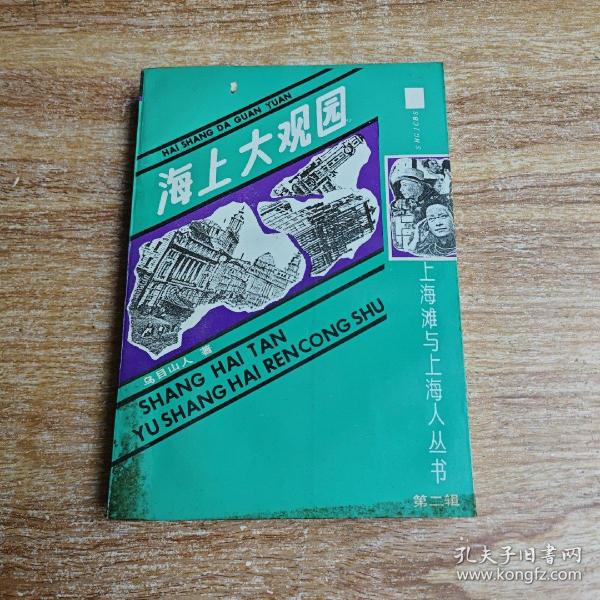 HAI SHANG DA GUAN YUAN
海上大观园
乌目山人 著
SHANG HAI TAN
YU SHANG HAI RENCONG SHU
SHGJCBS
上海滩与上海人丛书
第二辑
孔夫子旧书网
www.kongfz.com